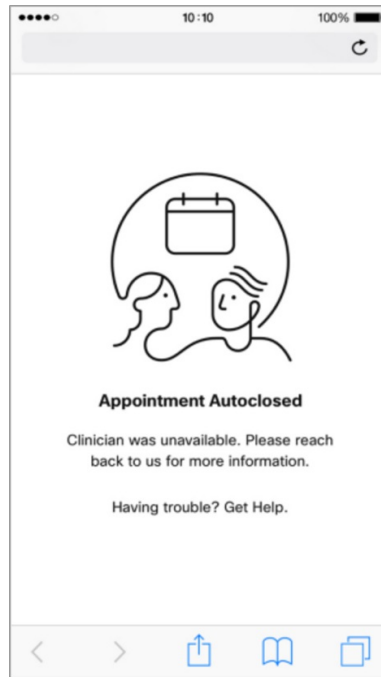 10:10
100%
Appointment Autoclosed
Clinician was unavailable. Please reach
back to us for more information.
Having trouble? Get Help.